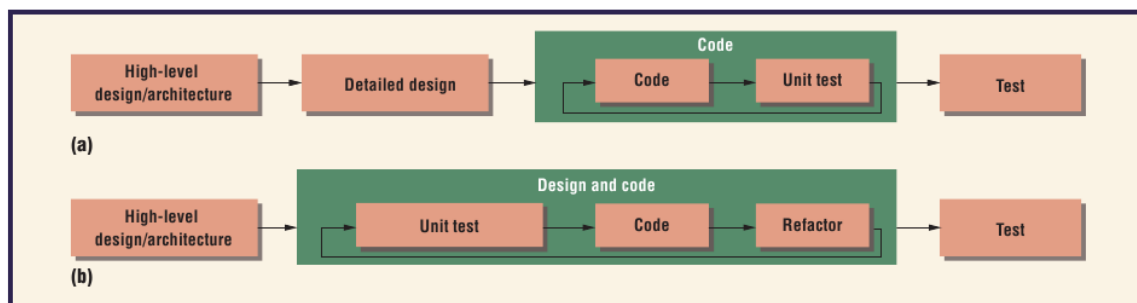 Code
High-level
design/architecture
Detailed design
Code
Unit test
Test
(a)
Design and code
High-level
design/architecture
Unit test
Code
Refactor
Test
(b)